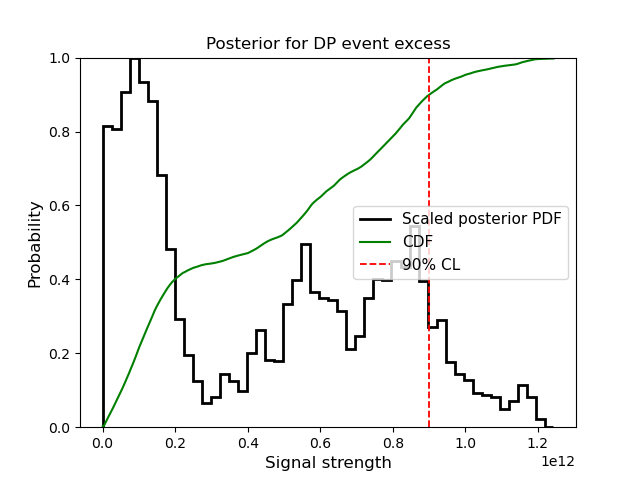 Posterior for DP event excess
Probability
1.0
0.8
0.6
0.4
0.2
0.0
Scaled posterior PDF
CDF
90% CL
0.0 0.2 0.4 0.6 0.8 1.0 1.2
1e12
Signal strength